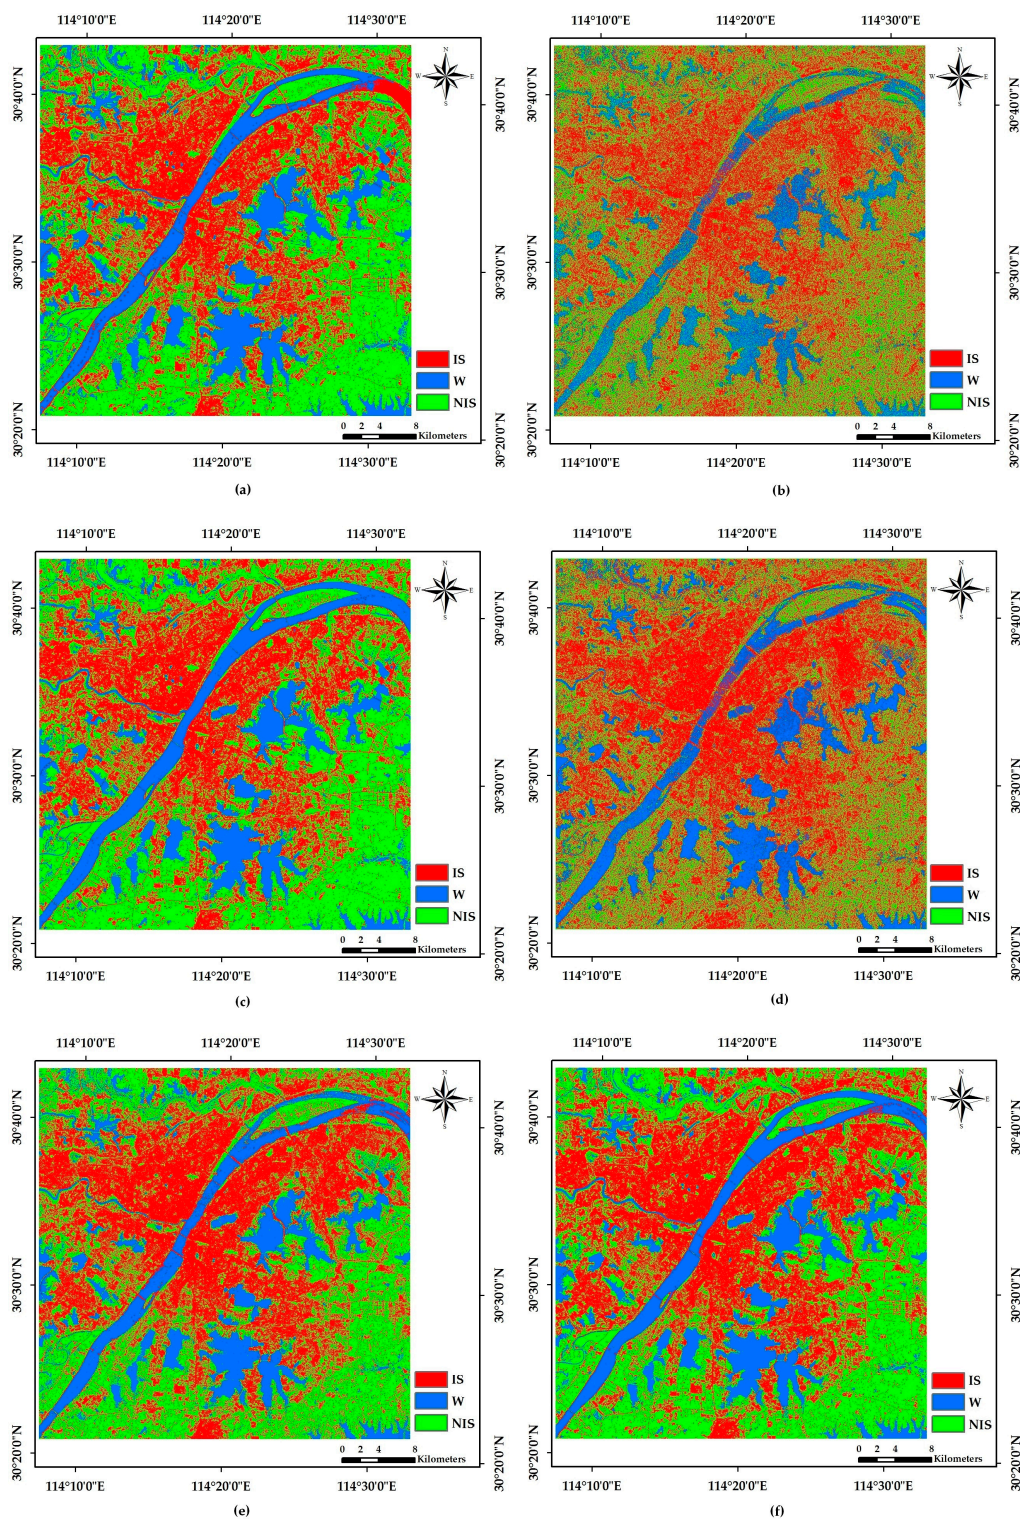 114°10'0"E 114°20'0"E 114°30'0"E 114°10'0"E 114°20'0"E 114°30'0"E
N N
W E W E
S S
30°40'0"N 30°40'0"N 30°40'0"N 30°40'0"N
30°30'0"N 30°30'0"N 30°30'0"N 30°30'0"N
IS IS
W W
NIS NIS
30°20'0"N 30°20'0"N 30°20'0"N 30°20'0"N
0 2 4 8 0 2 4 8
Kilometers Kilometers
114°10'0"E 114°20'0"E 114°30'0"E 114°10'0"E 114°20'0"E 114°30'0"E
(a) (b)
114°10'0"E 114°20'0"E 114°30'0"E 114°10'0"E 114°20'0"E 114°30'0"E
N N
W E W E
S S
30°40'0"N 30°40'0"N 30°40'0"N 30°40'0"N
30°30'0"N 30°30'0"N 30°30'0"N 30°30'0"N
IS IS
W W
NIS NIS
30°20'0"N 30°20'0"N 30°20'0"N 30°20'0"N
0 2 4 8 0 2 4 8
Kilometers Kilometers
114°10'0"E 114°20'0"E 114°30'0"E 114°10'0"E 114°20'0"E 114°30'0"E
(c) (d)
114°10'0"E 114°20'0"E 114°30'0"E 114°10'0"E 114°20'0"E 114°30'0"E
N N
W E W E
S S
30°40'0"N 30°40'0"N 30°40'0"N 30°40'0"N
30°30'0"N 30°30'0"N 30°30'0"N 30°30'0"N
IS IS
W W
NIS NIS
30°20'0"N 30°20'0"N 30°20'0"N 30°20'0"N
0 2 4 8 0 2 4 8
Kilometers Kilometers
114°10'0"E 114°20'0"E 114°30'0"E 114°10'0"E 114°20'0"E 114°30'0"E
(e) (f)